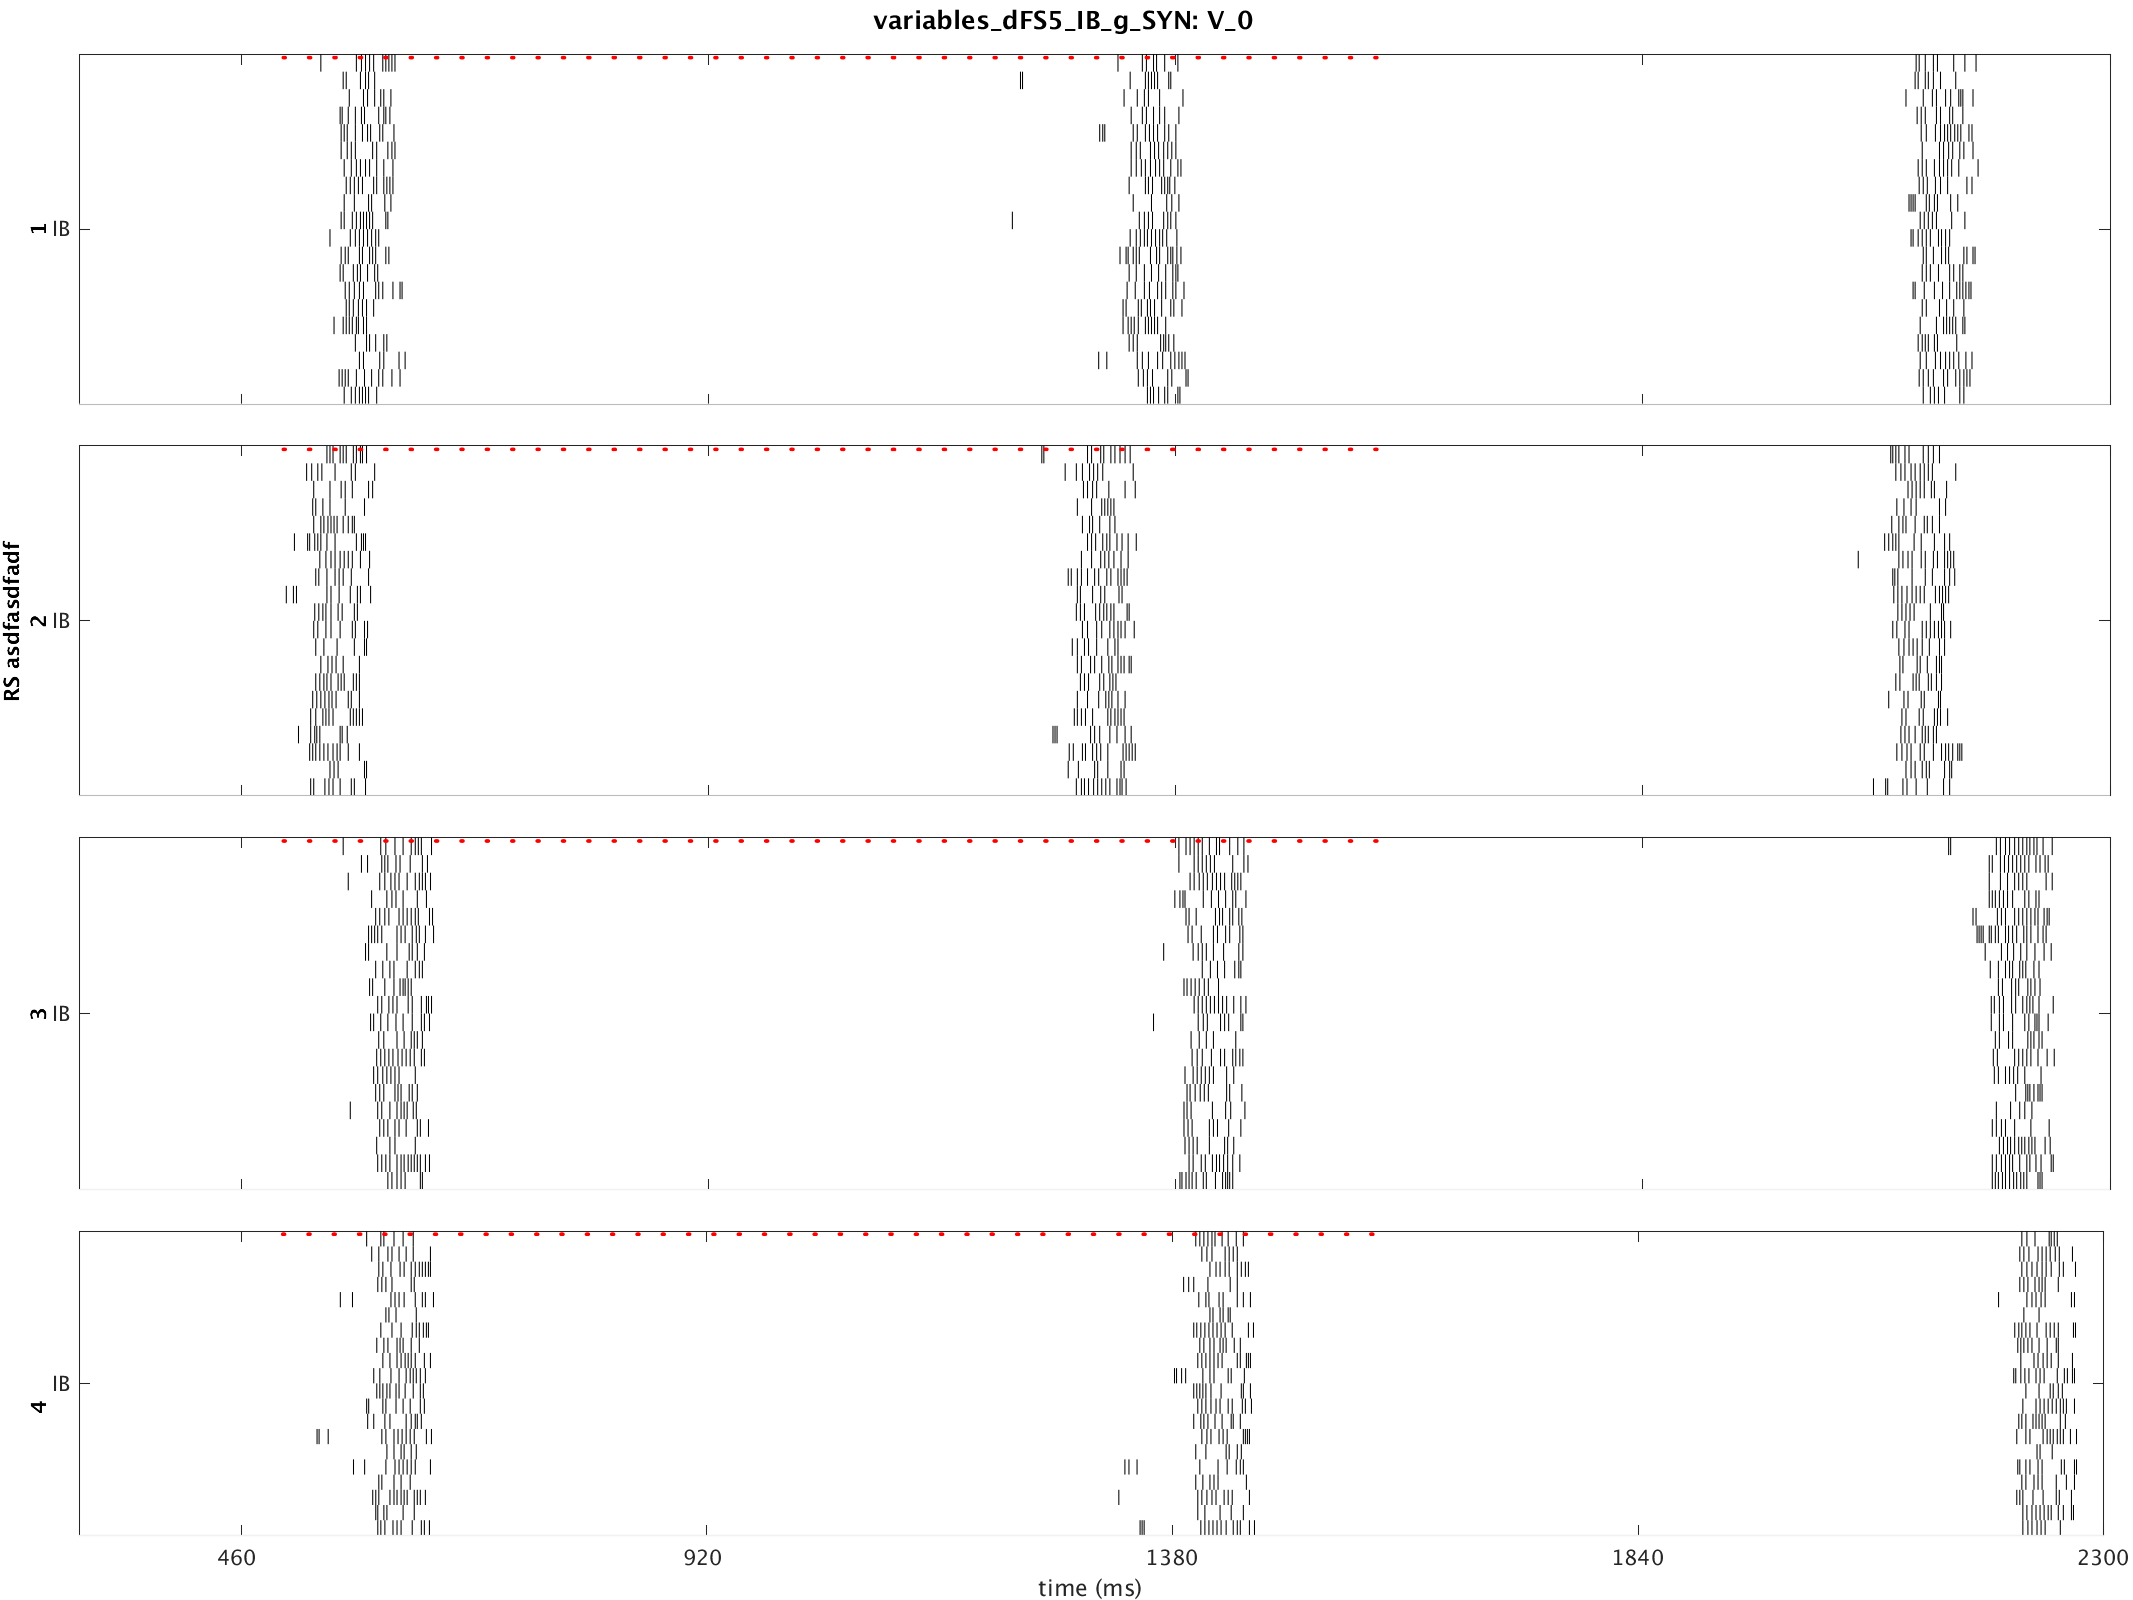 variables_dFS5_IB_g_SYN: V_0
RS asdfasdfadf
1
IB
2
IB
3
IB
4
IB
460 920 1380 1840 2300
time (ms)